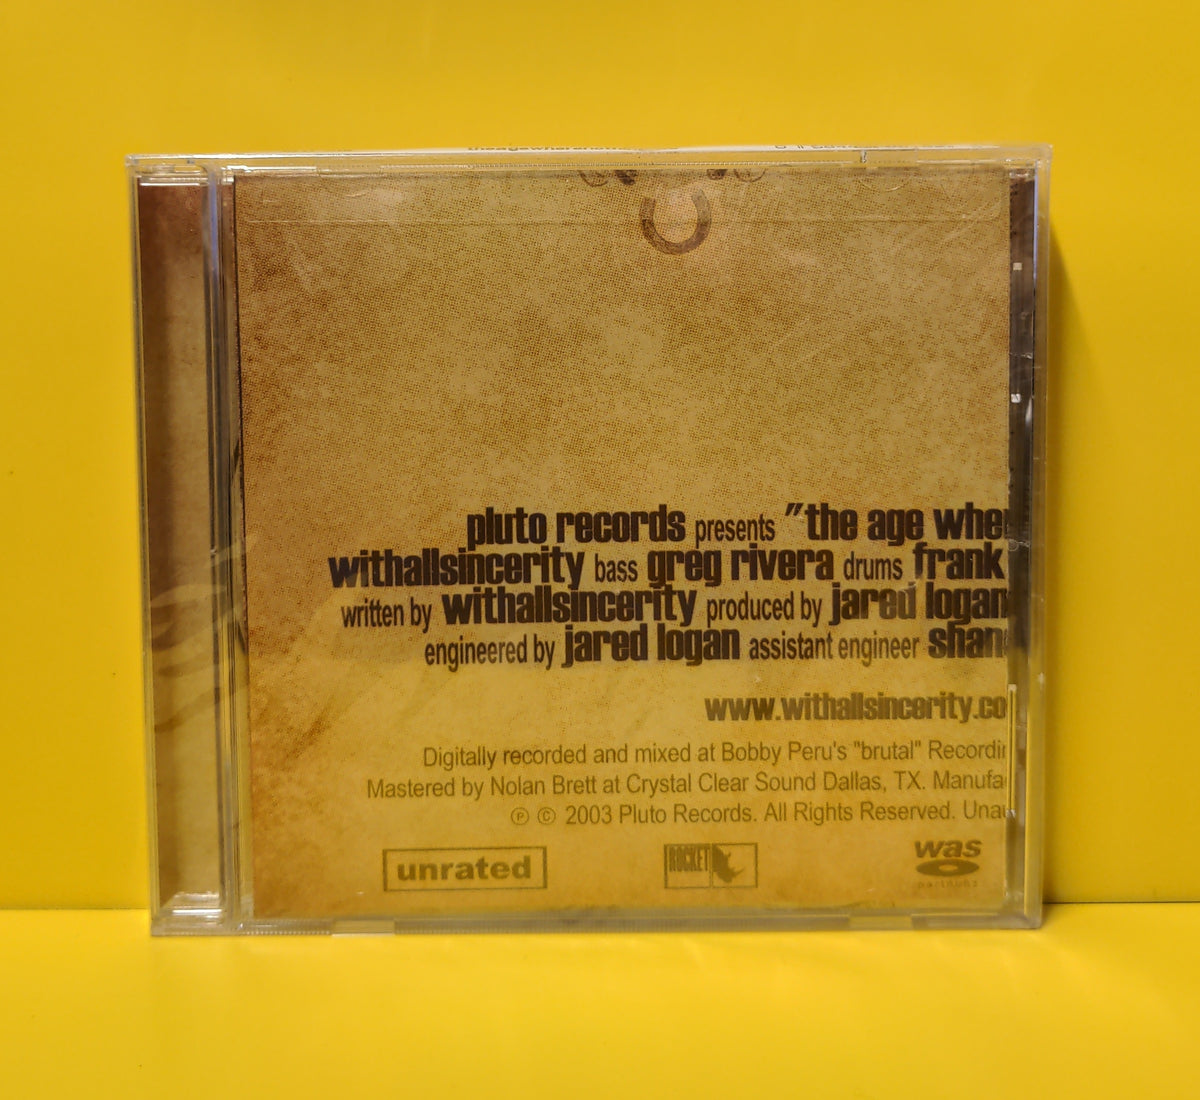 pluto records presents "the age whe
withallsincerity bass greg rivera drums frank
written by withallsincerity produced by jared logan
engineered by jared logan assistant engineer shan
www.withallsincerity.co
Digitally recorded and mixed at Bobby Peru's "brutal" Recordin
Mastered by Nolan Brett at Crystal Clear Sound Dallas, TX. Manufa
℗ © 2003 Pluto Records. All Rights Reserved. Unau
unrated
ROCKET
was